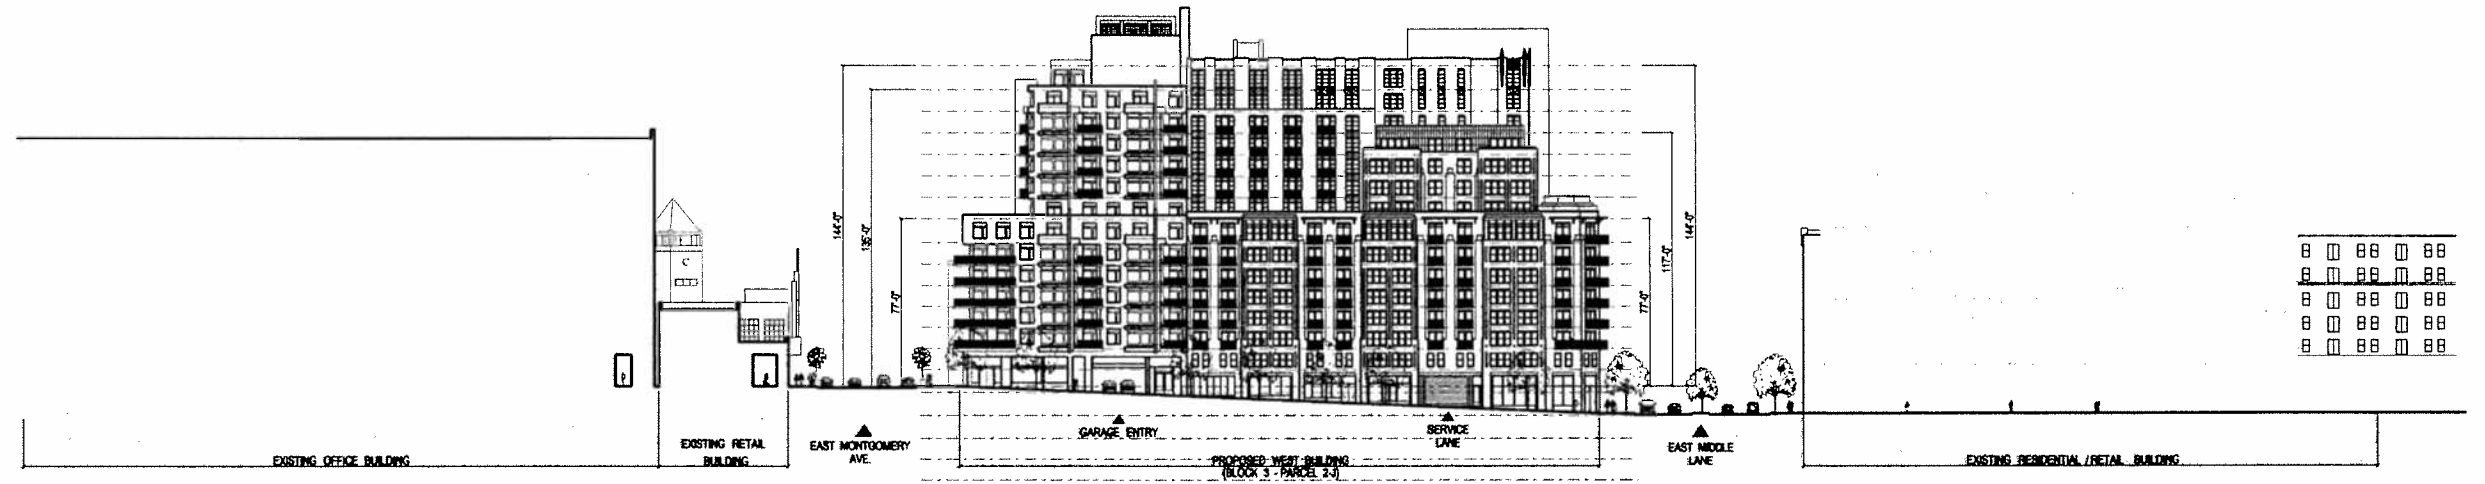 144'-0"
135'-0"
77'-0"
77'-0"
117'-0"
144'-0"
C
EXISTING OFFICE BUILDING
EXISTING RETAIL
BUILDING
EAST MONTGOMERY
AVE.
GARAGE ENTRY
PROPOSED WEST BUILDING
(BLOCK 3 - PARCEL 2-J)
SERVICE
LANE
EAST MIDDLE
LANE
EXISTING RESIDENTIAL / RETAIL BUILDING